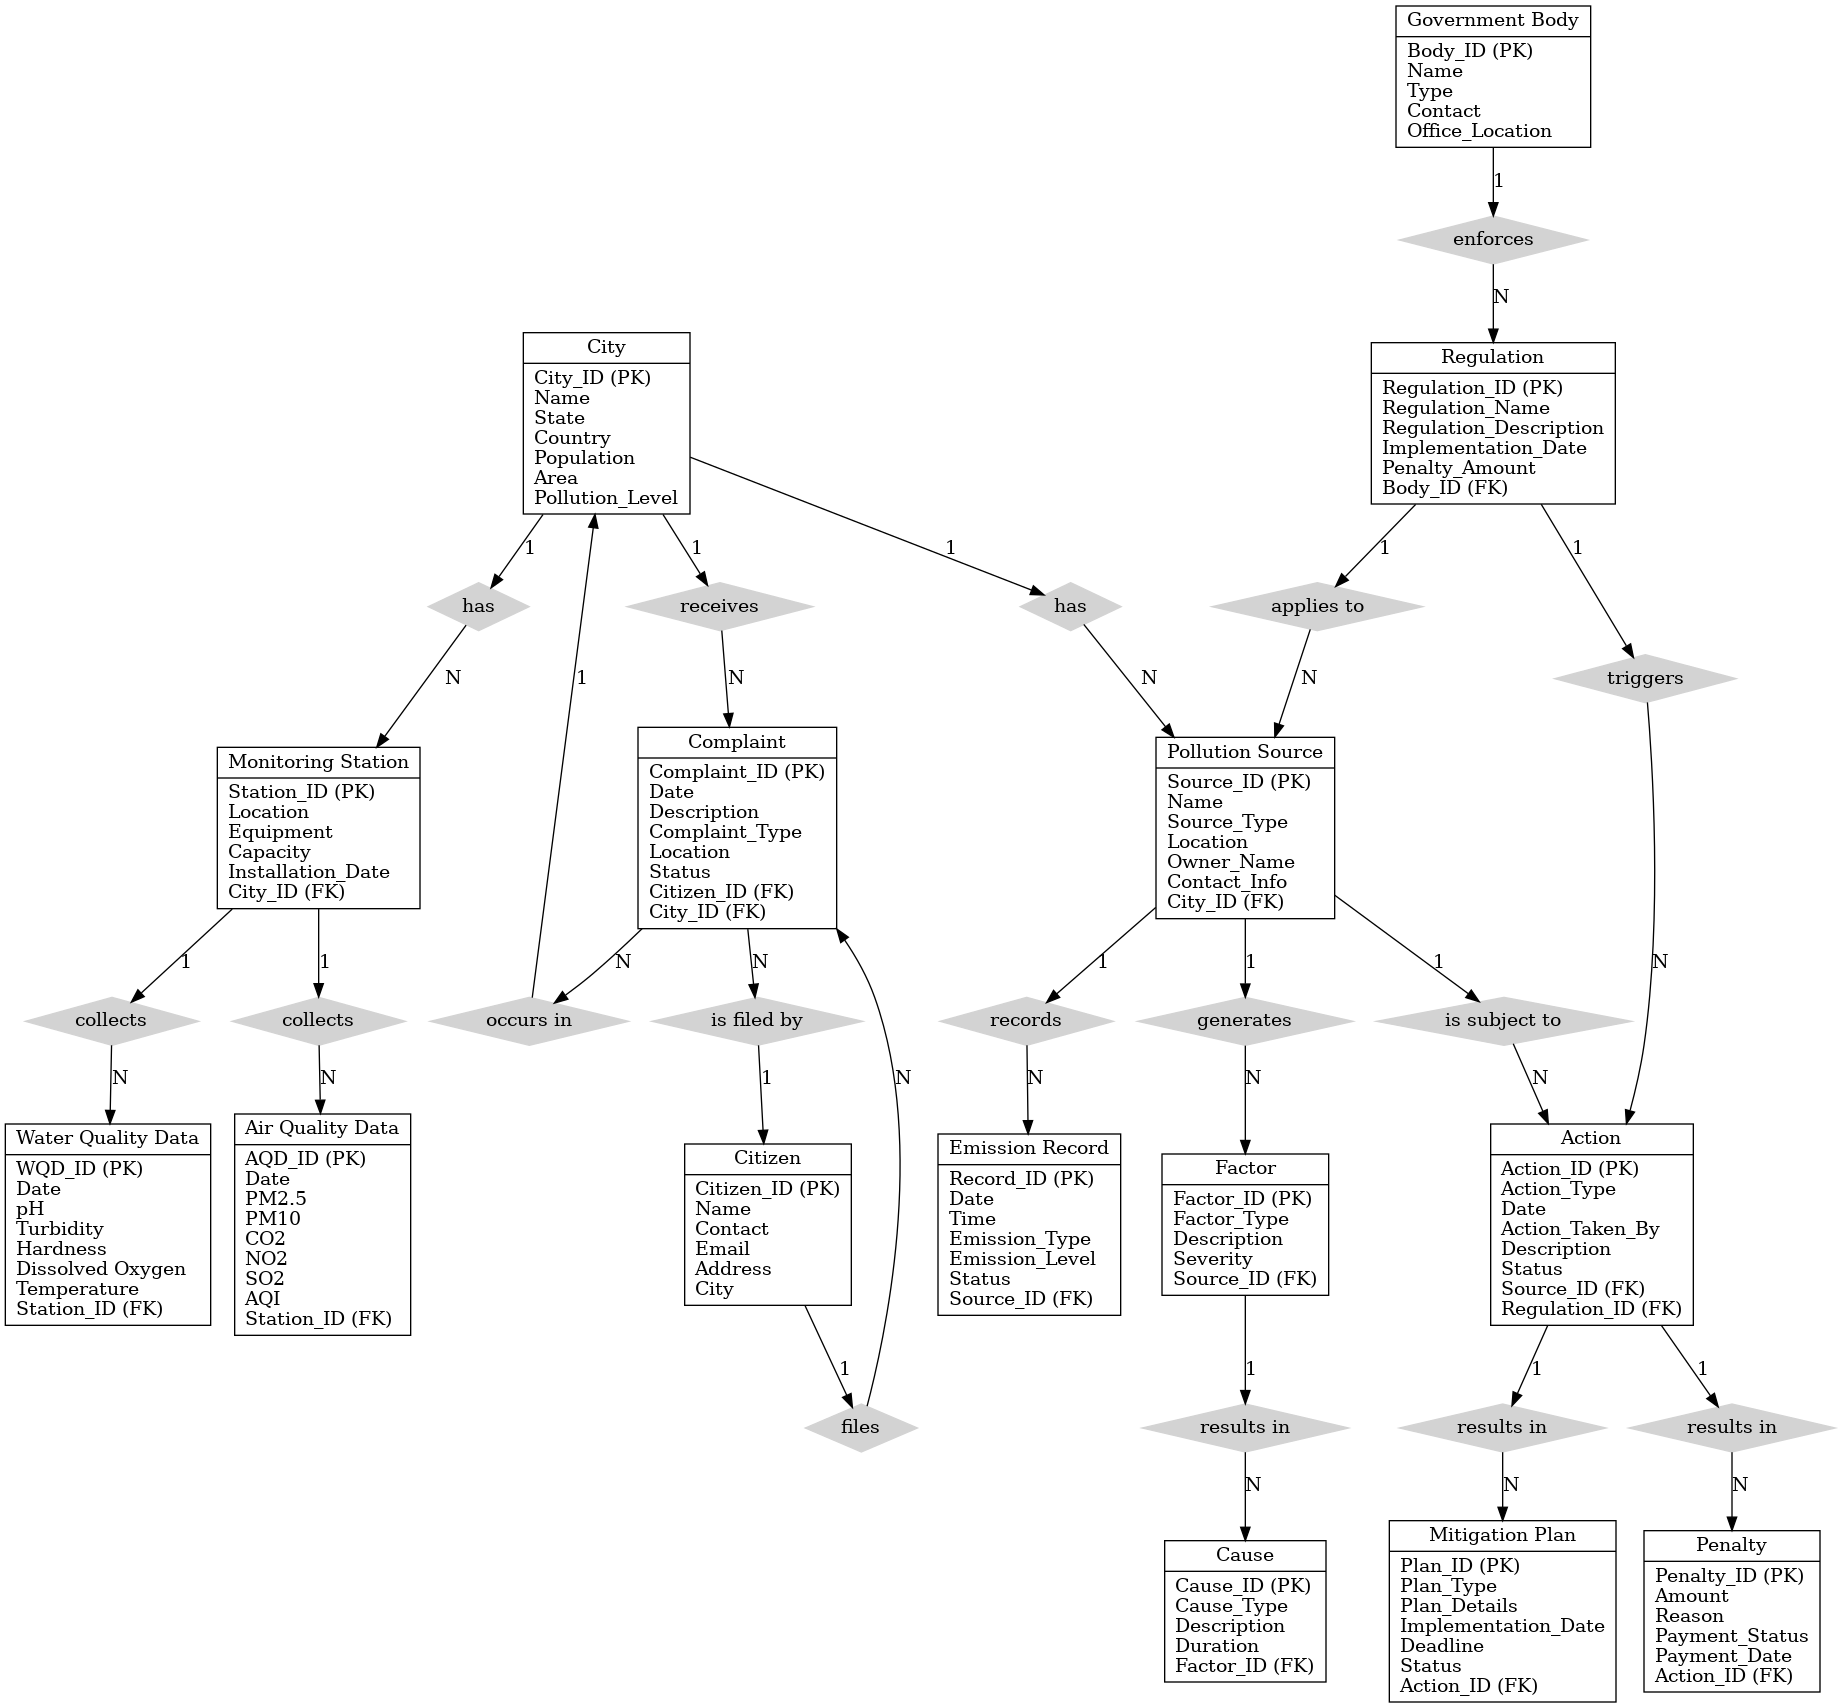 Government Body
Body_ID (PK)
Name
Type
Contact
Office_Location
1
enforces
N
City
City_ID (PK)
Name
State
Country
Population
Area
Pollution_Level
Regulation
Regulation_ID (PK)
Regulation_Name
Regulation_Description
Implementation_Date
Penalty_Amount
Body_ID (FK)
1
1
1
1
1
has
receives
has
applies to
N
1
N
N
N
triggers
Monitoring Station
Station_ID (PK)
Location
Equipment
Capacity
Installation_Date
City_ID (FK)
Complaint
Complaint_ID (PK)
Date
Description
Complaint_Type
Location
Status
Citizen_ID (FK)
City_ID (FK)
Pollution Source
Source_ID (PK)
Name
Source_Type
Location
Owner_Name
Contact_Info
City_ID (FK)
1
1
N
N
1
1
1
N
collects
collects
occurs in
is filed by
records
generates
is subject to
N
N
1
N
N
N
N
Water Quality Data
WQD_ID (PK)
Date
pH
Turbidity
Hardness
Dissolved Oxygen
Temperature
Station_ID (FK)
Air Quality Data
AQD_ID (PK)
Date
PM2.5
PM10
CO2
NO2
SO2
AQI
Station_ID (FK)
Citizen
Citizen_ID (PK)
Name
Contact
Email
Address
City
Emission Record
Record_ID (PK)
Date
Time
Emission_Type
Emission_Level
Status
Source_ID (FK)
Factor
Factor_ID (PK)
Factor_Type
Description
Severity
Source_ID (FK)
Action
Action_ID (PK)
Action_Type
Date
Action_Taken_By
Description
Status
Source_ID (FK)
Regulation_ID (FK)
1
1
1
1
files
results in
results in
results in
N
N
N
Cause
Cause_ID (PK)
Cause_Type
Description
Duration
Factor_ID (FK)
Mitigation Plan
Plan_ID (PK)
Plan_Type
Plan_Details
Implementation_Date
Deadline
Status
Action_ID (FK)
Penalty
Penalty_ID (PK)
Amount
Reason
Payment_Status
Payment_Date
Action_ID (FK)